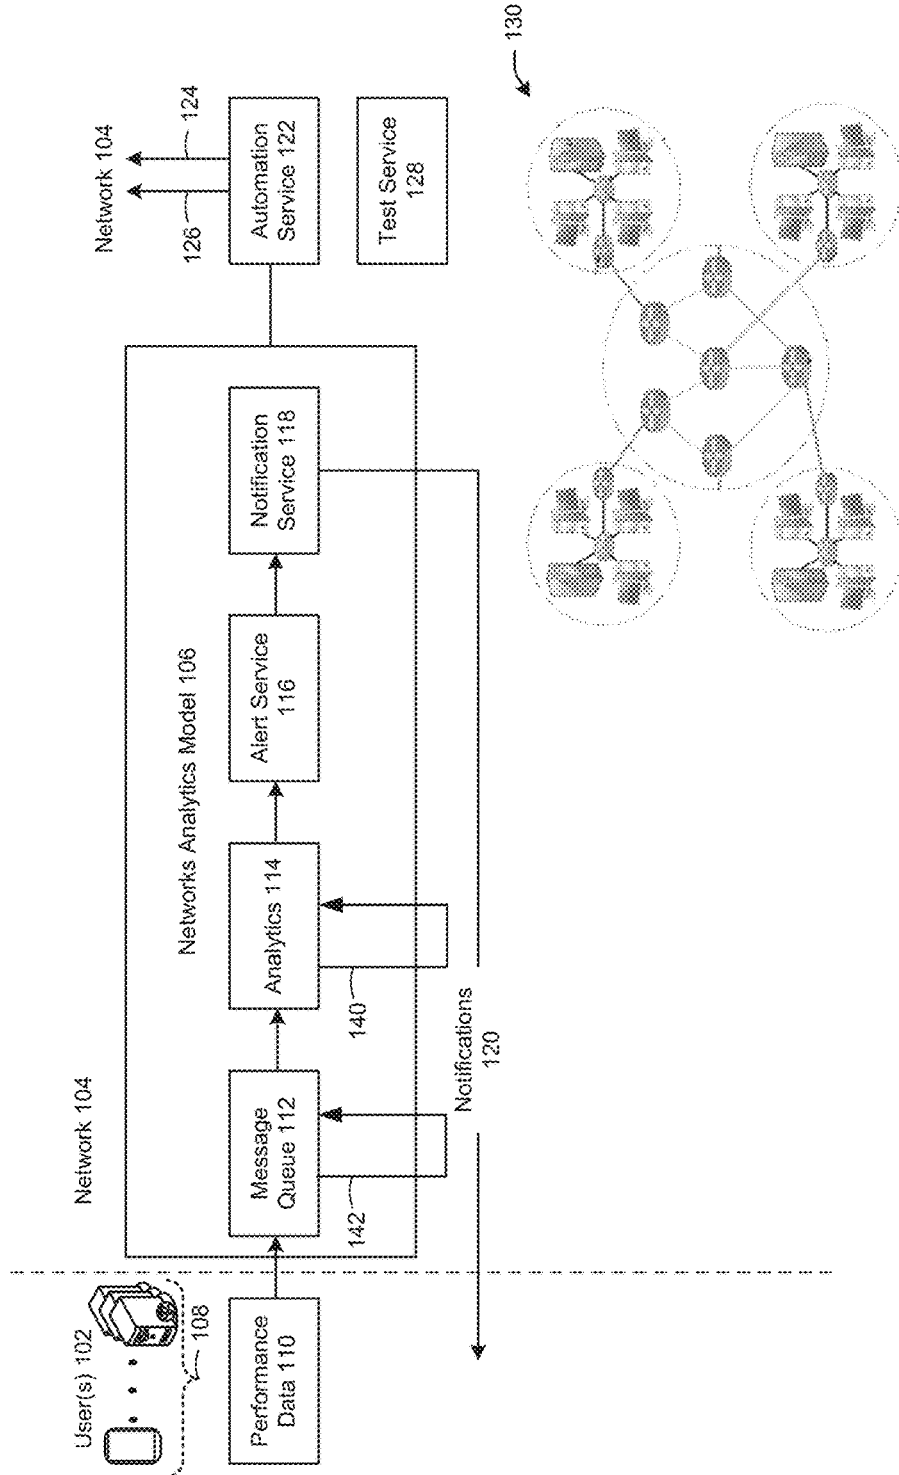 User(s) 102
108
Performance
Data 110
Network 104
Networks Analytics Model 106
Message
Queue 112
142
Analytics 114
140
Alert Service
116
Notification
Service 118
Notifications
120
Network 104
126
124
Automation
Service 122
Test Service
128
130